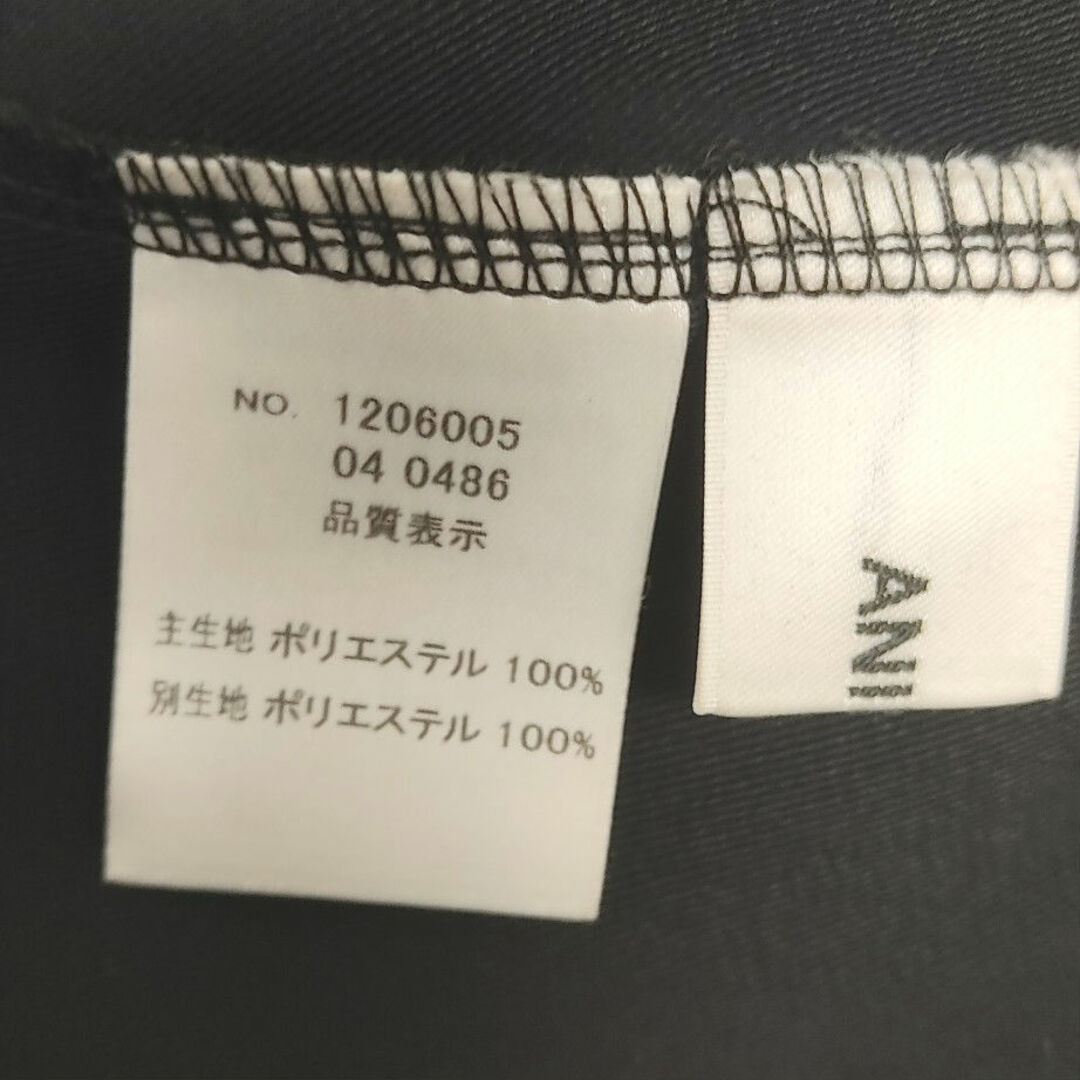 NO. 1206005
04 0486
品質表示
主生地 ポリエステル 100%
別生地 ポリエステル 100%